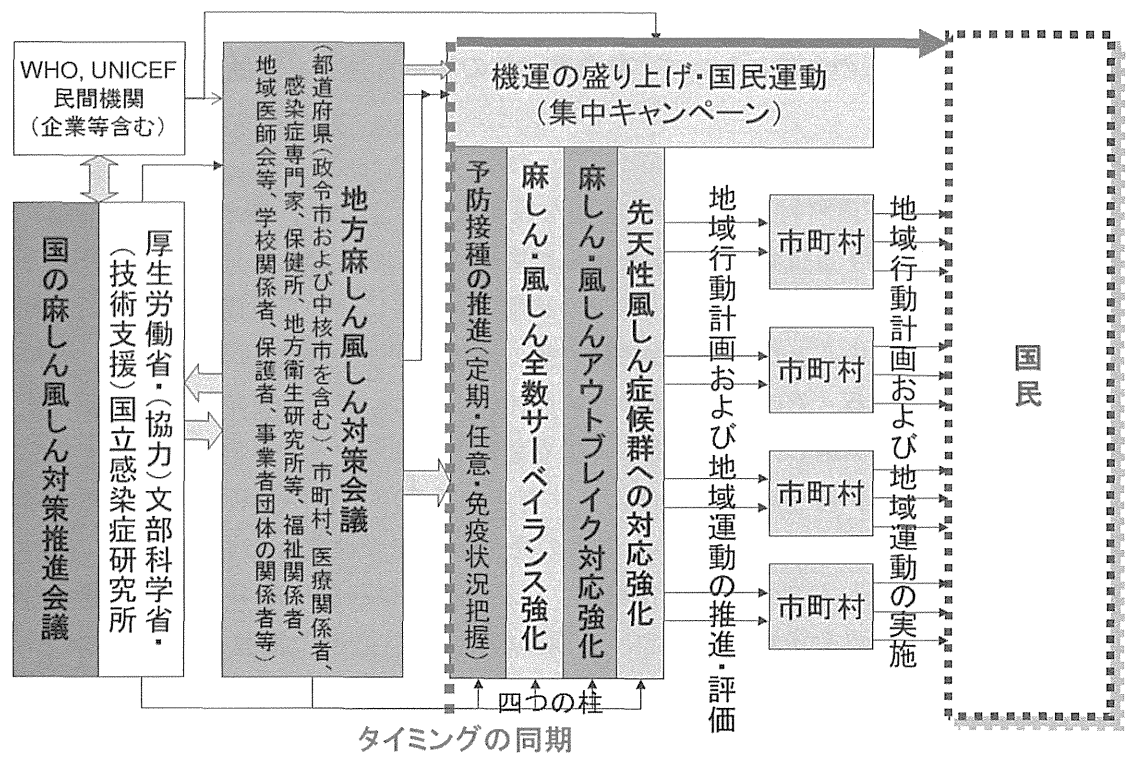 WHO, UNICEF
民間機関
(企業等含む)
国の麻しん風しん対策推進会議
厚生労働省・(協力)文部科学省・
(技術支援)国立感染症研究所
地方麻しん風しん対策会議
(都道府県(政令市および中核市を含む)、市町村、医療関係者、
感染症専門家、保健所、地方衛生研究所等、福祉関係者、
地域医師会等、学校関係者、保護者、事業者団体の関係者等)
機運の盛り上げ・国民運動
(集中キャンペーン)
予防接種の推進(定期・任意・免疫状況把握)
麻しん・風しん全数サーベイランス強化
麻しん・風しんアウトブレイク対応強化
先天性風しん症候群への対応強化
四つの柱
タイミングの同期
地域行動計画および地域運動の推進・評価
市町村
市町村
市町村
市町村
地域行動計画および地域運動の実施
国民